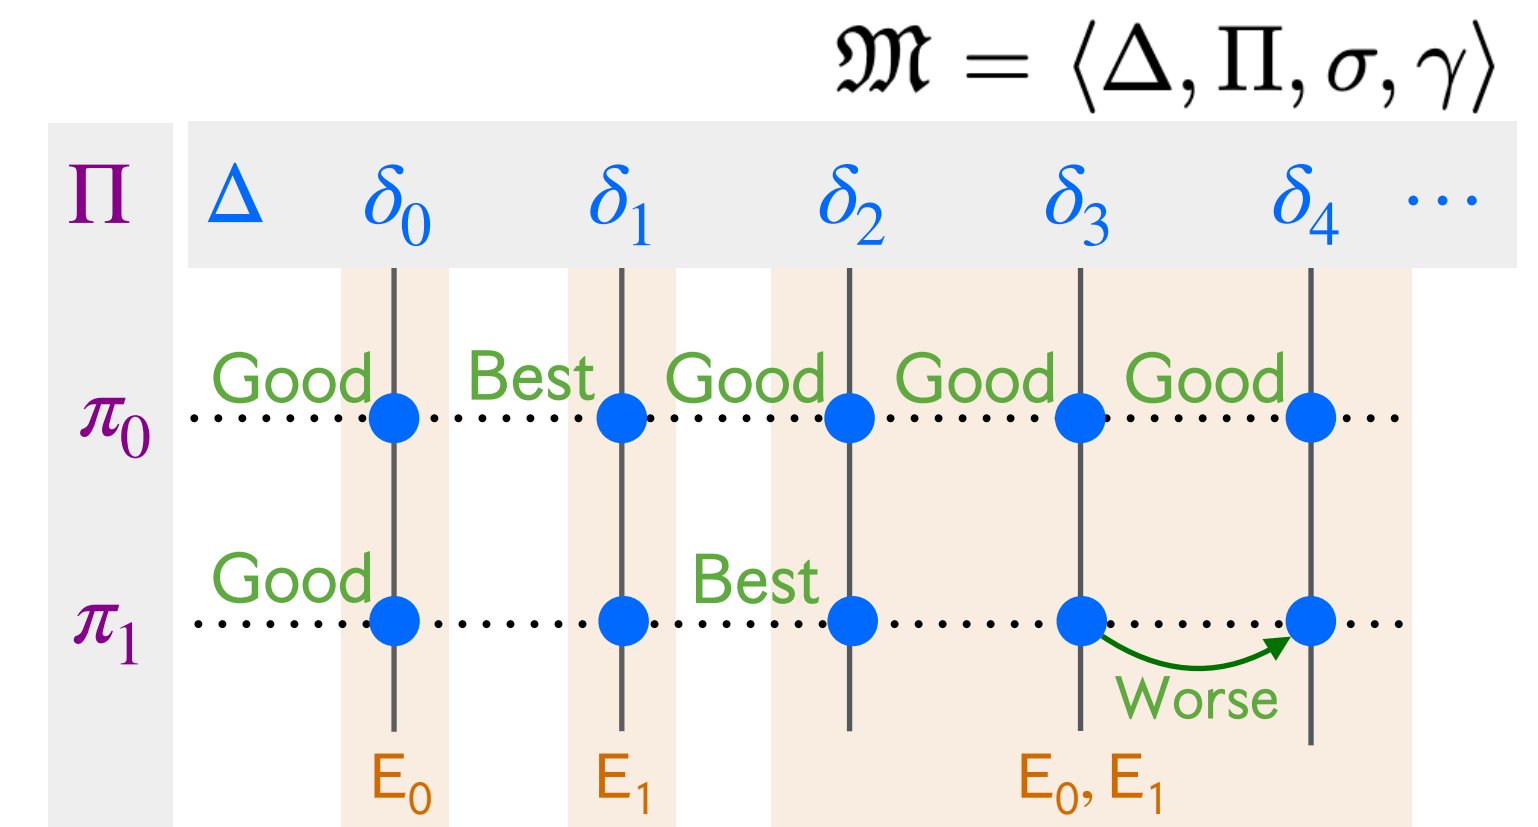 𝔐 = ⟨Δ, Π, σ, γ⟩
Π Δ δ₀ δ₁ δ₂ δ₃ δ₄ ⋯
Good Best Good Good Good
π₀
Good Best
π₁
Worse
E₀ E₁ E₀, E₁